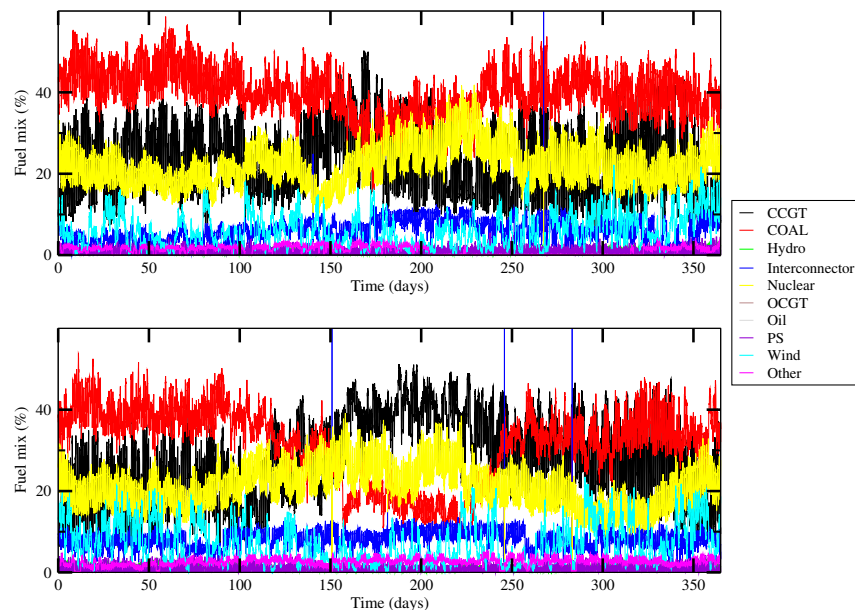 Fuel mix (%)
40
20
0
0 50 100 150 200 250 300 350
Time (days)
Fuel mix (%)
40
20
0
0 50 100 150 200 250 300 350
Time (days)
CCGT
COAL
Hydro
Interconnector
Nuclear
OCGT
Oil
PS
Wind
Other